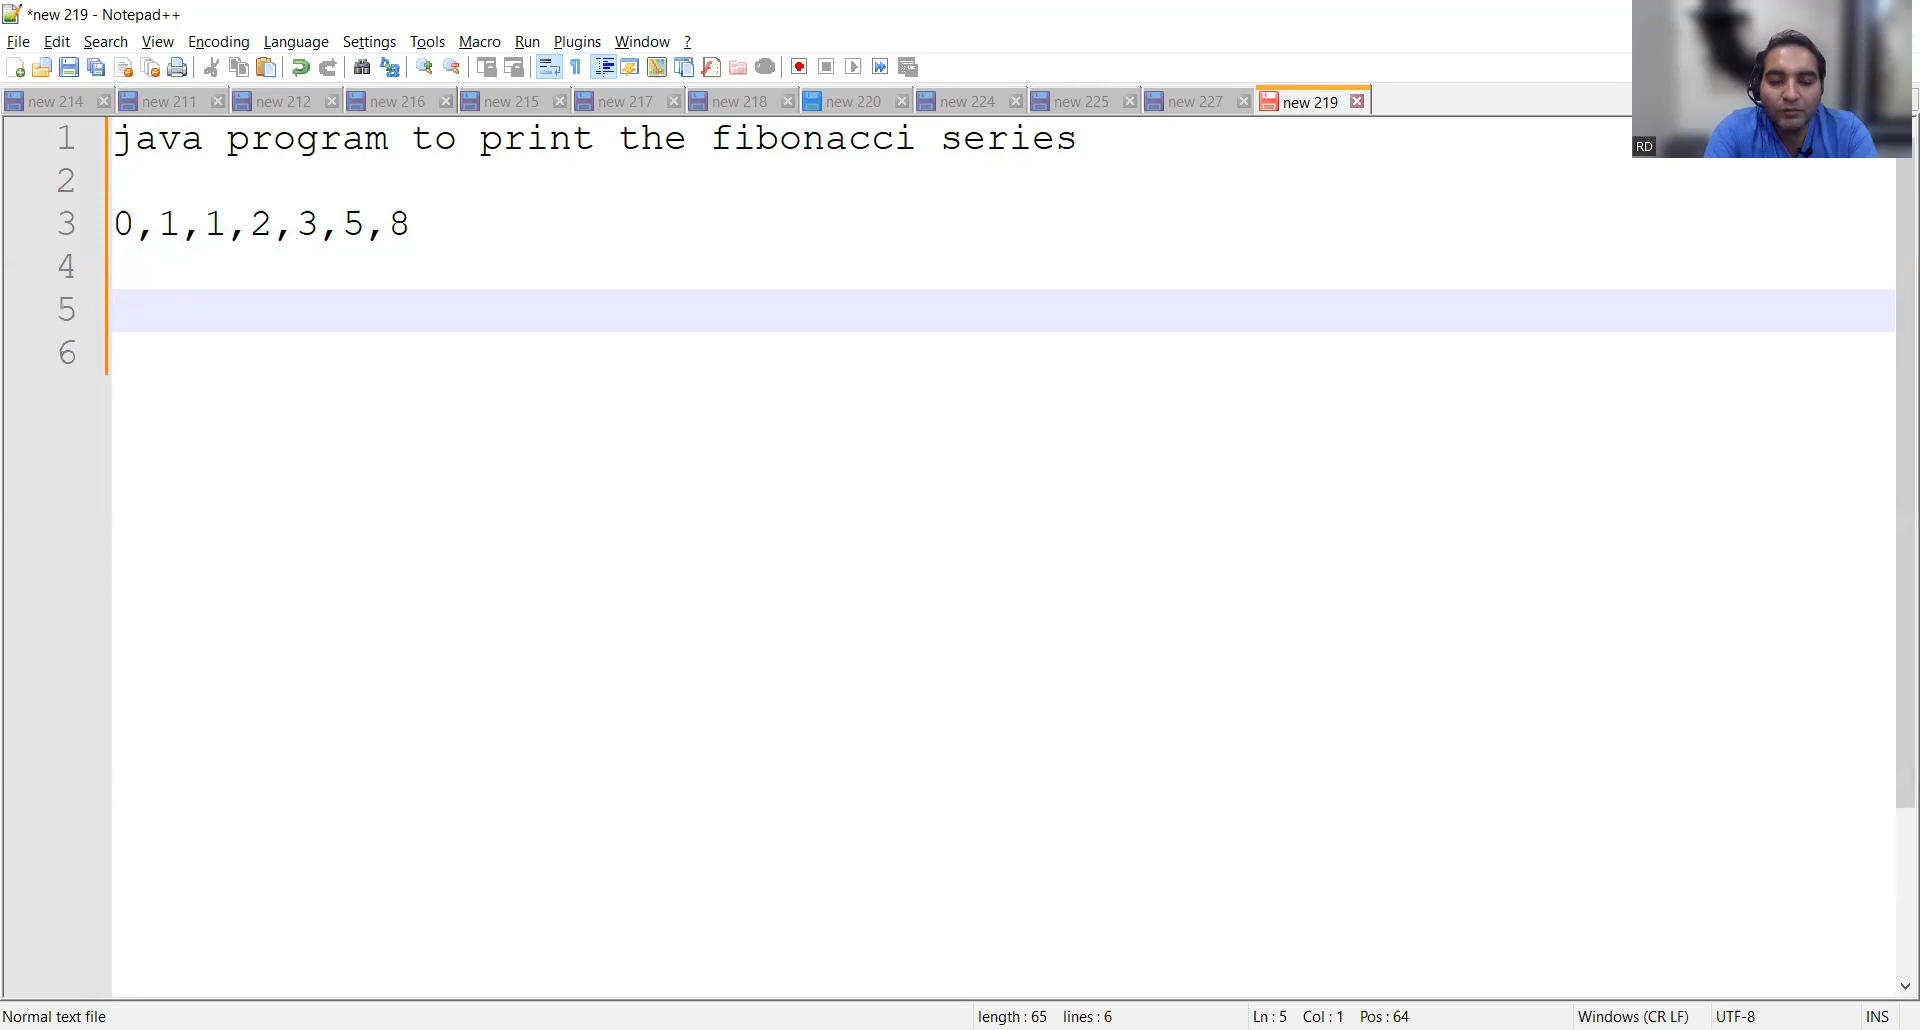 *new 219 - Notepad++
File Edit Search View Encoding Language Settings Tools Macro Run Plugins Window ?
new 214 new 211 new 212 new 216 new 215 new 217 new 218 new 220 new 224 new 225 new 227 new 219
1 java program to print the fibonacci series
2
3 0,1,1,2,3,5,8
4
5
6
RD
Normal text file length : 65 lines : 6 Ln : 5 Col : 1 Pos : 64 Windows (CR LF) UTF-8 INS